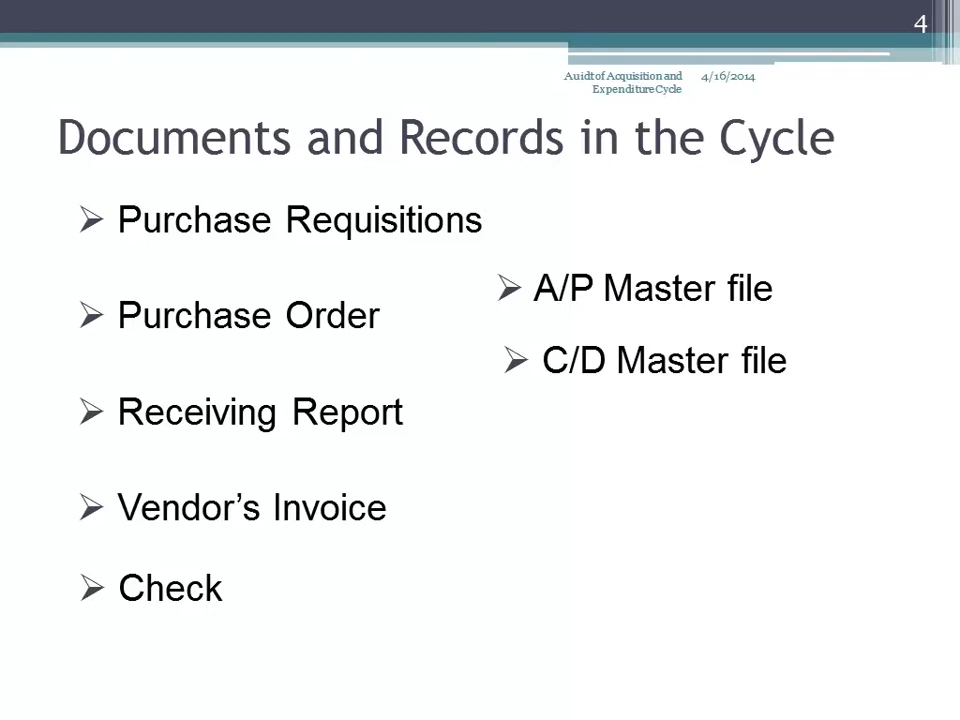 4
Auidt of Acquisition and 4/16/2014
Expenditure Cycle
Documents and Records in the Cycle
➢ Purchase Requisitions
➢ Purchase Order
➢ Receiving Report
➢ Vendor’s Invoice
➢ Check
➢ A/P Master file
➢ C/D Master file